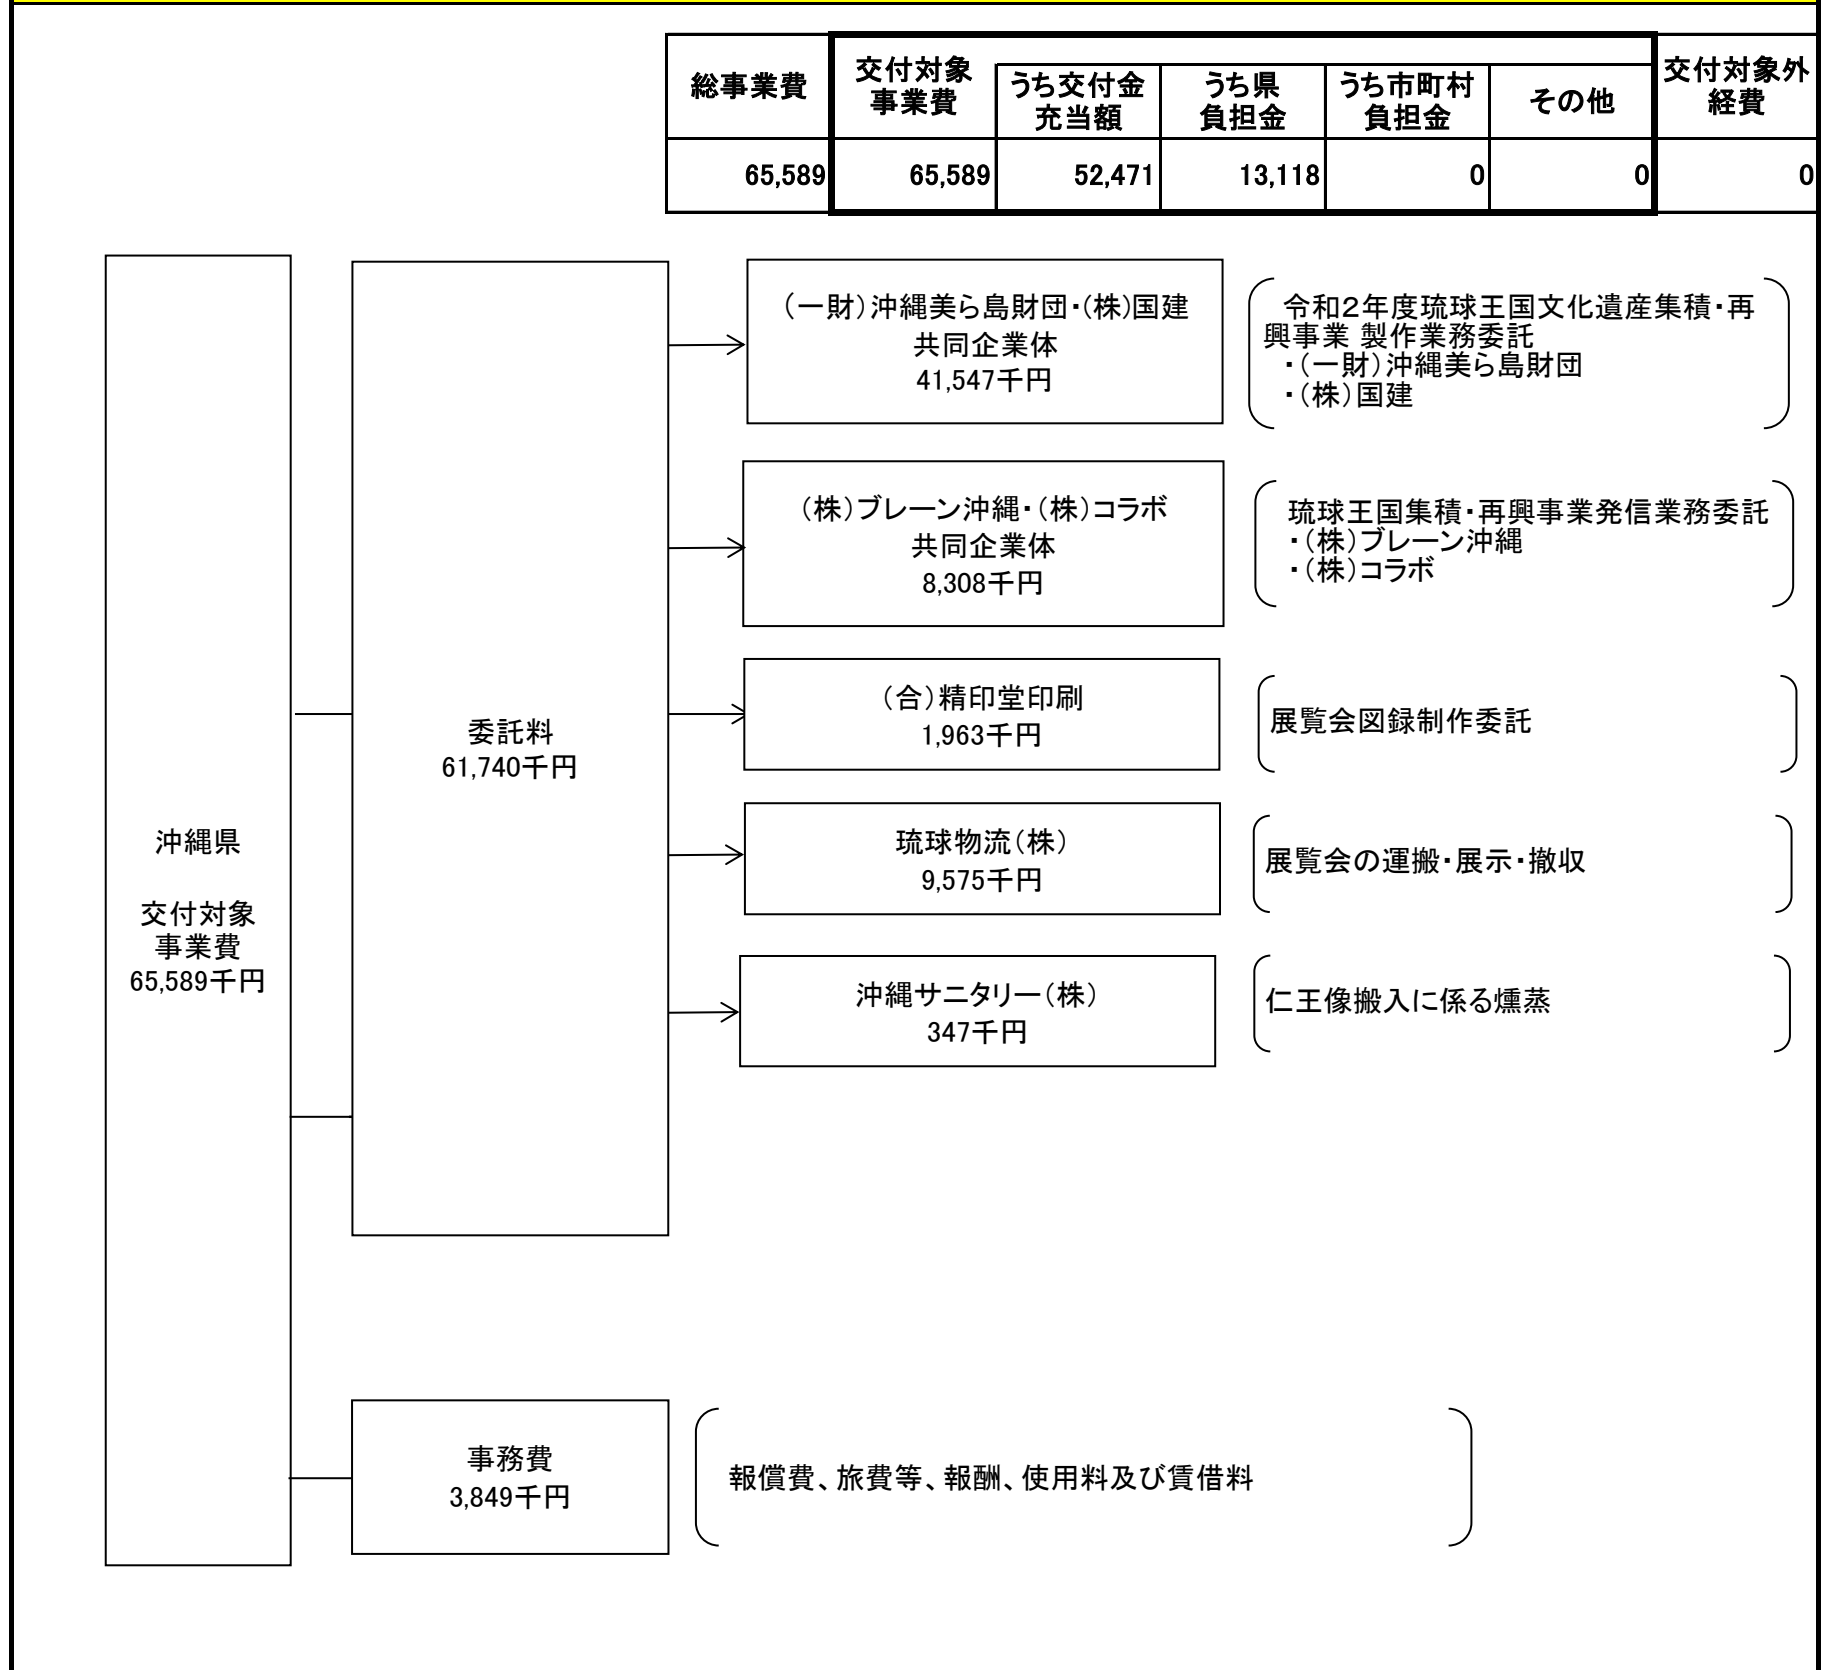 総事業費
交付対象
事業費
うち交付金
充当額
うち県
負担金
うち市町村
負担金
その他
交付対象外
経費
65,589
65,589
52,471
13,118
0
0
0
沖縄県
交付対象
事業費
65,589千円
委託料
61,740千円
（一財）沖縄美ら島財団・(株)国建
共同企業体
41,547千円
令和２年度琉球王国文化遺産集積・再
興事業 製作業務委託
・（一財）沖縄美ら島財団
・（株）国建
（株）ブレーン沖縄・（株）コラボ
共同企業体
8,308千円
琉球王国集積・再興事業発信業務委託
・（株）ブレーン沖縄
・（株）コラボ
（合）精印堂印刷
1,963千円
展覧会図録制作委託
琉球物流（株）
9,575千円
展覧会の運搬・展示・撤収
沖縄サニタリー（株）
347千円
仁王像搬入に係る燻蒸
事務費
3,849千円
報償費、旅費等、報酬、使用料及び賃借料